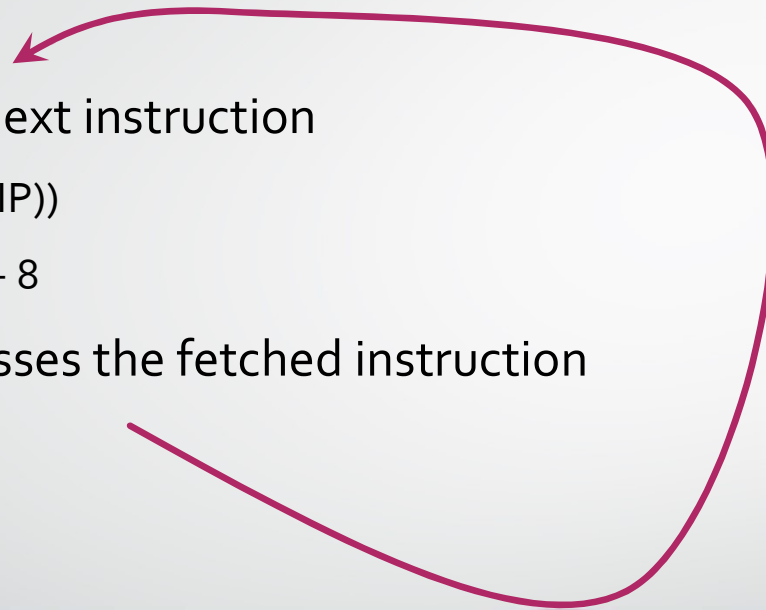 ext instruction
IP))
- 8
sses the fetched instruction